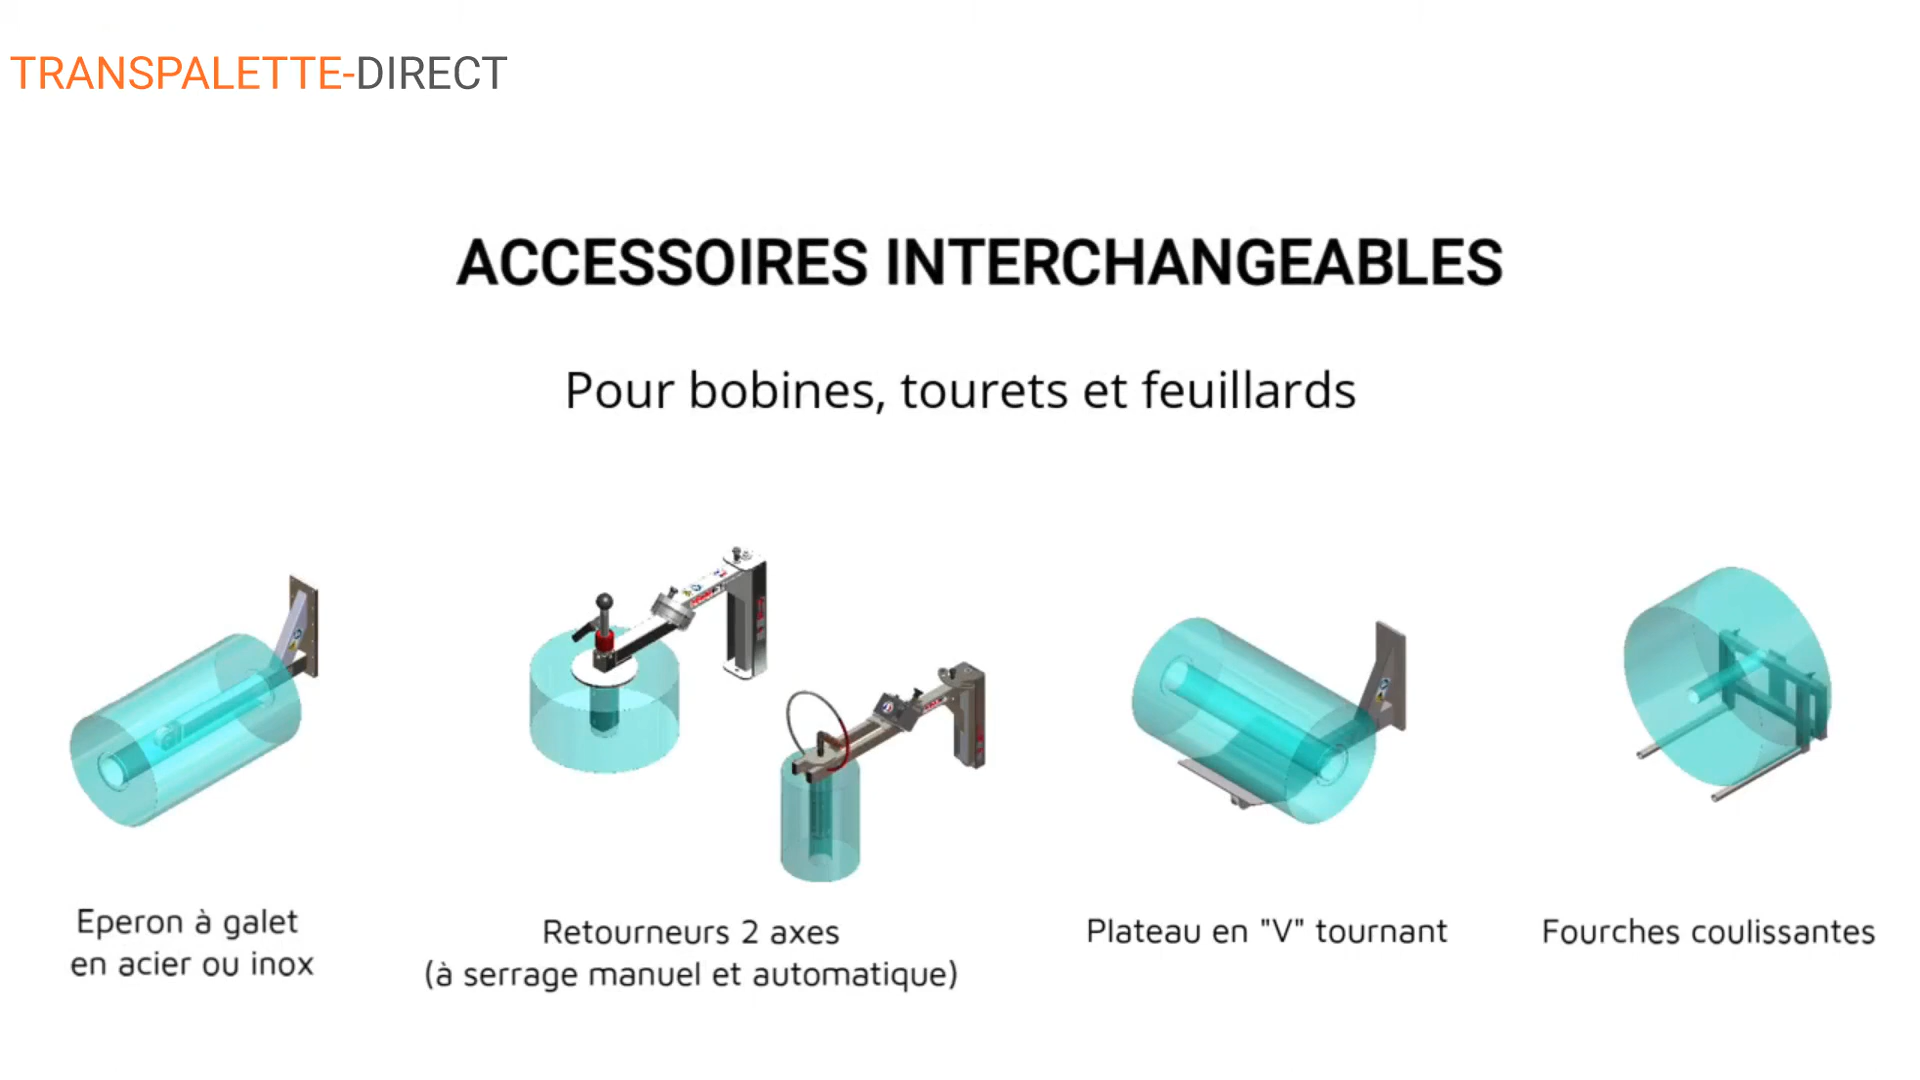 TRANSPALETTE-DIRECT
ACCESSOIRES INTERCHANGEABLES
Pour bobines, tourets et feuillards
Eperon à galet
en acier ou inox
Retourneurs 2 axes
(à serrage manuel et automatique)
Plateau en "V" tournant
Fourches coulissantes